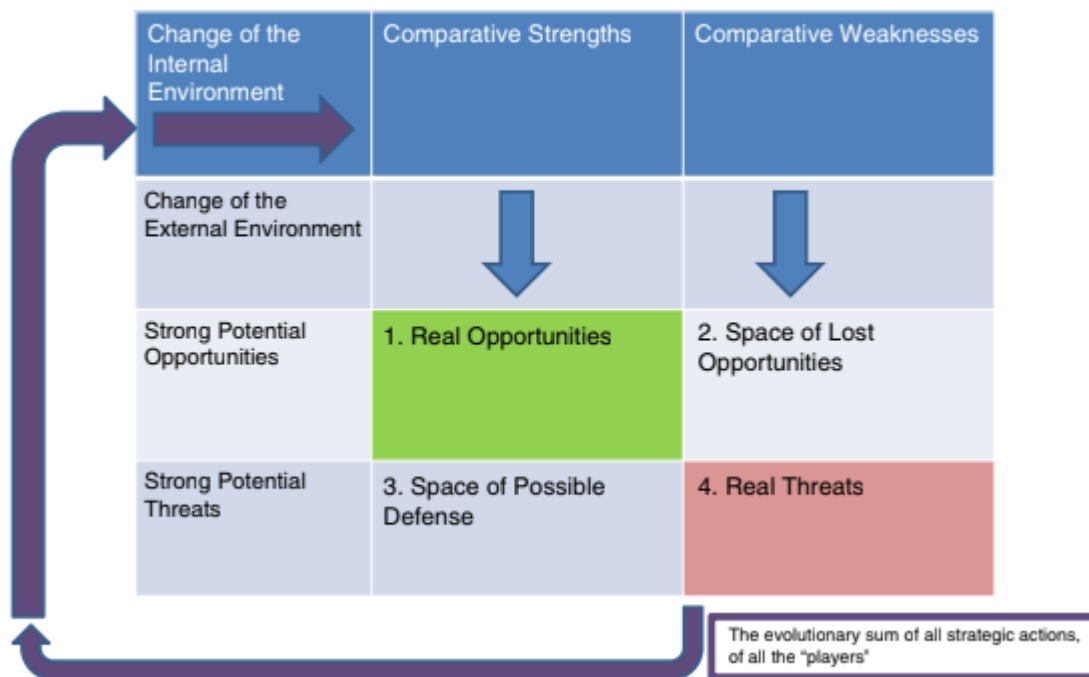 Change of the
Internal
Environment
Comparative Strengths
Comparative Weaknesses
Change of the
External Environment
Strong Potential
Opportunities
1. Real Opportunities
2. Space of Lost
Opportunities
Strong Potential
Threats
3. Space of Possible
Defense
4. Real Threats
The evolutionary sum of all strategic actions,
of all the “players”